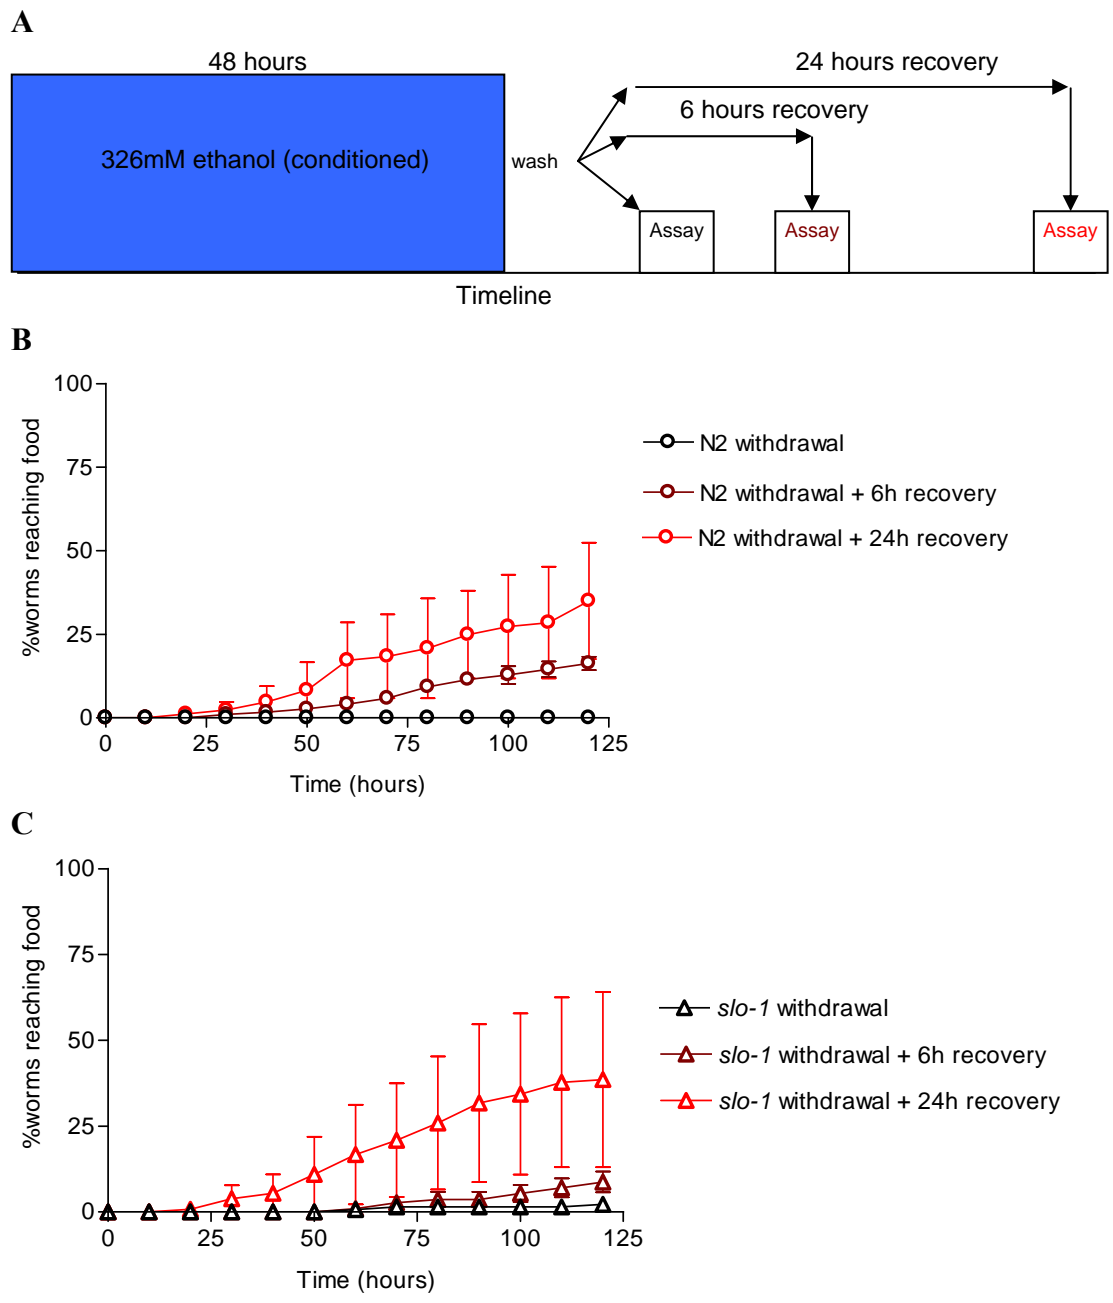 A
48 hours
24 hours recovery
6 hours recovery
326mM ethanol (conditioned)
wash
Assay
Assay
Assay
Timeline
B
100
75
50
25
0
0
25
50
75
100
125
%worms reaching food
Time (hours)
N2 withdrawal
N2 withdrawal + 6h recovery
N2 withdrawal + 24h recovery
C
100
75
50
25
0
0
25
50
75
100
125
%worms reaching food
Time (hours)
slo-1 withdrawal
slo-1 withdrawal + 6h recovery
slo-1 withdrawal + 24h recovery